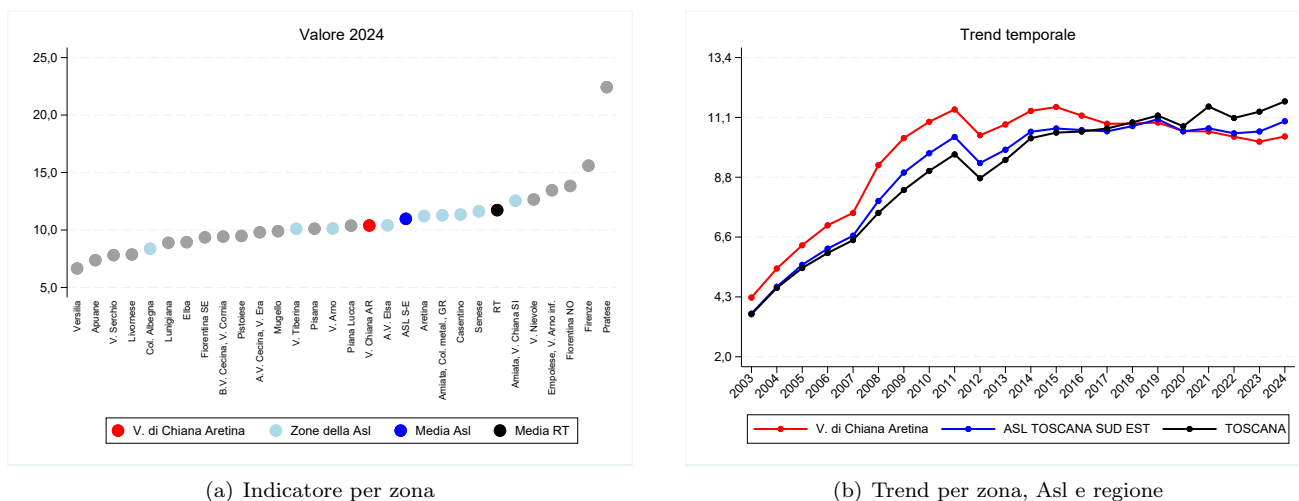 Valore 2024
25,0
20,0
15,0
10,0
5,0
Versilia
Apuane
V. Serchio
Livornese
Col. Albegna
Lunigiana
Elba
Fiorentina SE
B.V. Cecina, V. Cornia
Pistoiese
A.V. Cecina, V. Era
Mugello
V. Tiberina
Pisana
V. Arno
Piana Lucca
V. Chiana AR
A.V. Elsa
ASL S-E
Aretina
Amiata, Col. metal., GR
Casentino
Senese
RT
Amiata, V. Chiana SI
V. Nievole
Empolese, V. Arno inf.
Fiorentina NO
Firenze
Pratese
V. di Chiana Aretina Zone della Asl Media Asl Media RT
(a) Indicatore per zona
Trend temporale
13,4
11,1
8,8
6,6
4,3
2,0
2003 2004 2005 2006 2007 2008 2009 2010 2011 2012 2013 2014 2015 2016 2017 2018 2019 2020 2021 2022 2023 2024
V. di Chiana Aretina ASL TOSCANA SUD EST TOSCANA
(b) Trend per zona, Asl e regione